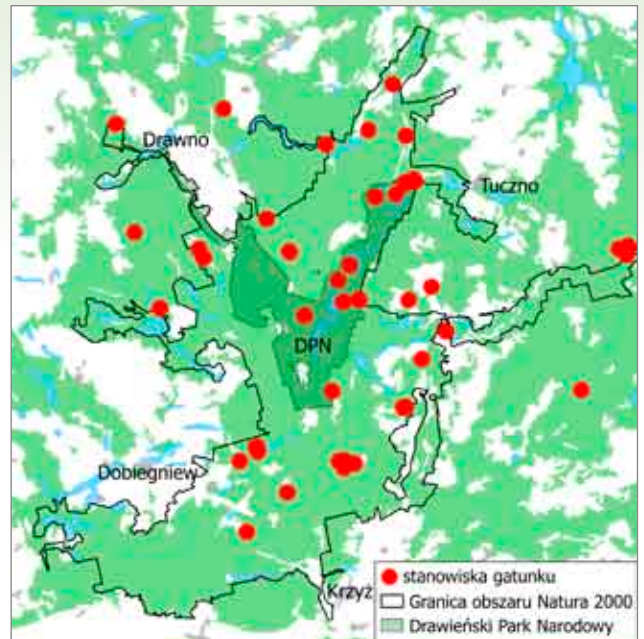 Drawno
Tuczno
DPN
Dobiegniew
Krzyż
stanowiska gatunku
Granica obszaru Natura 2000
Drawieński Park Narodowy